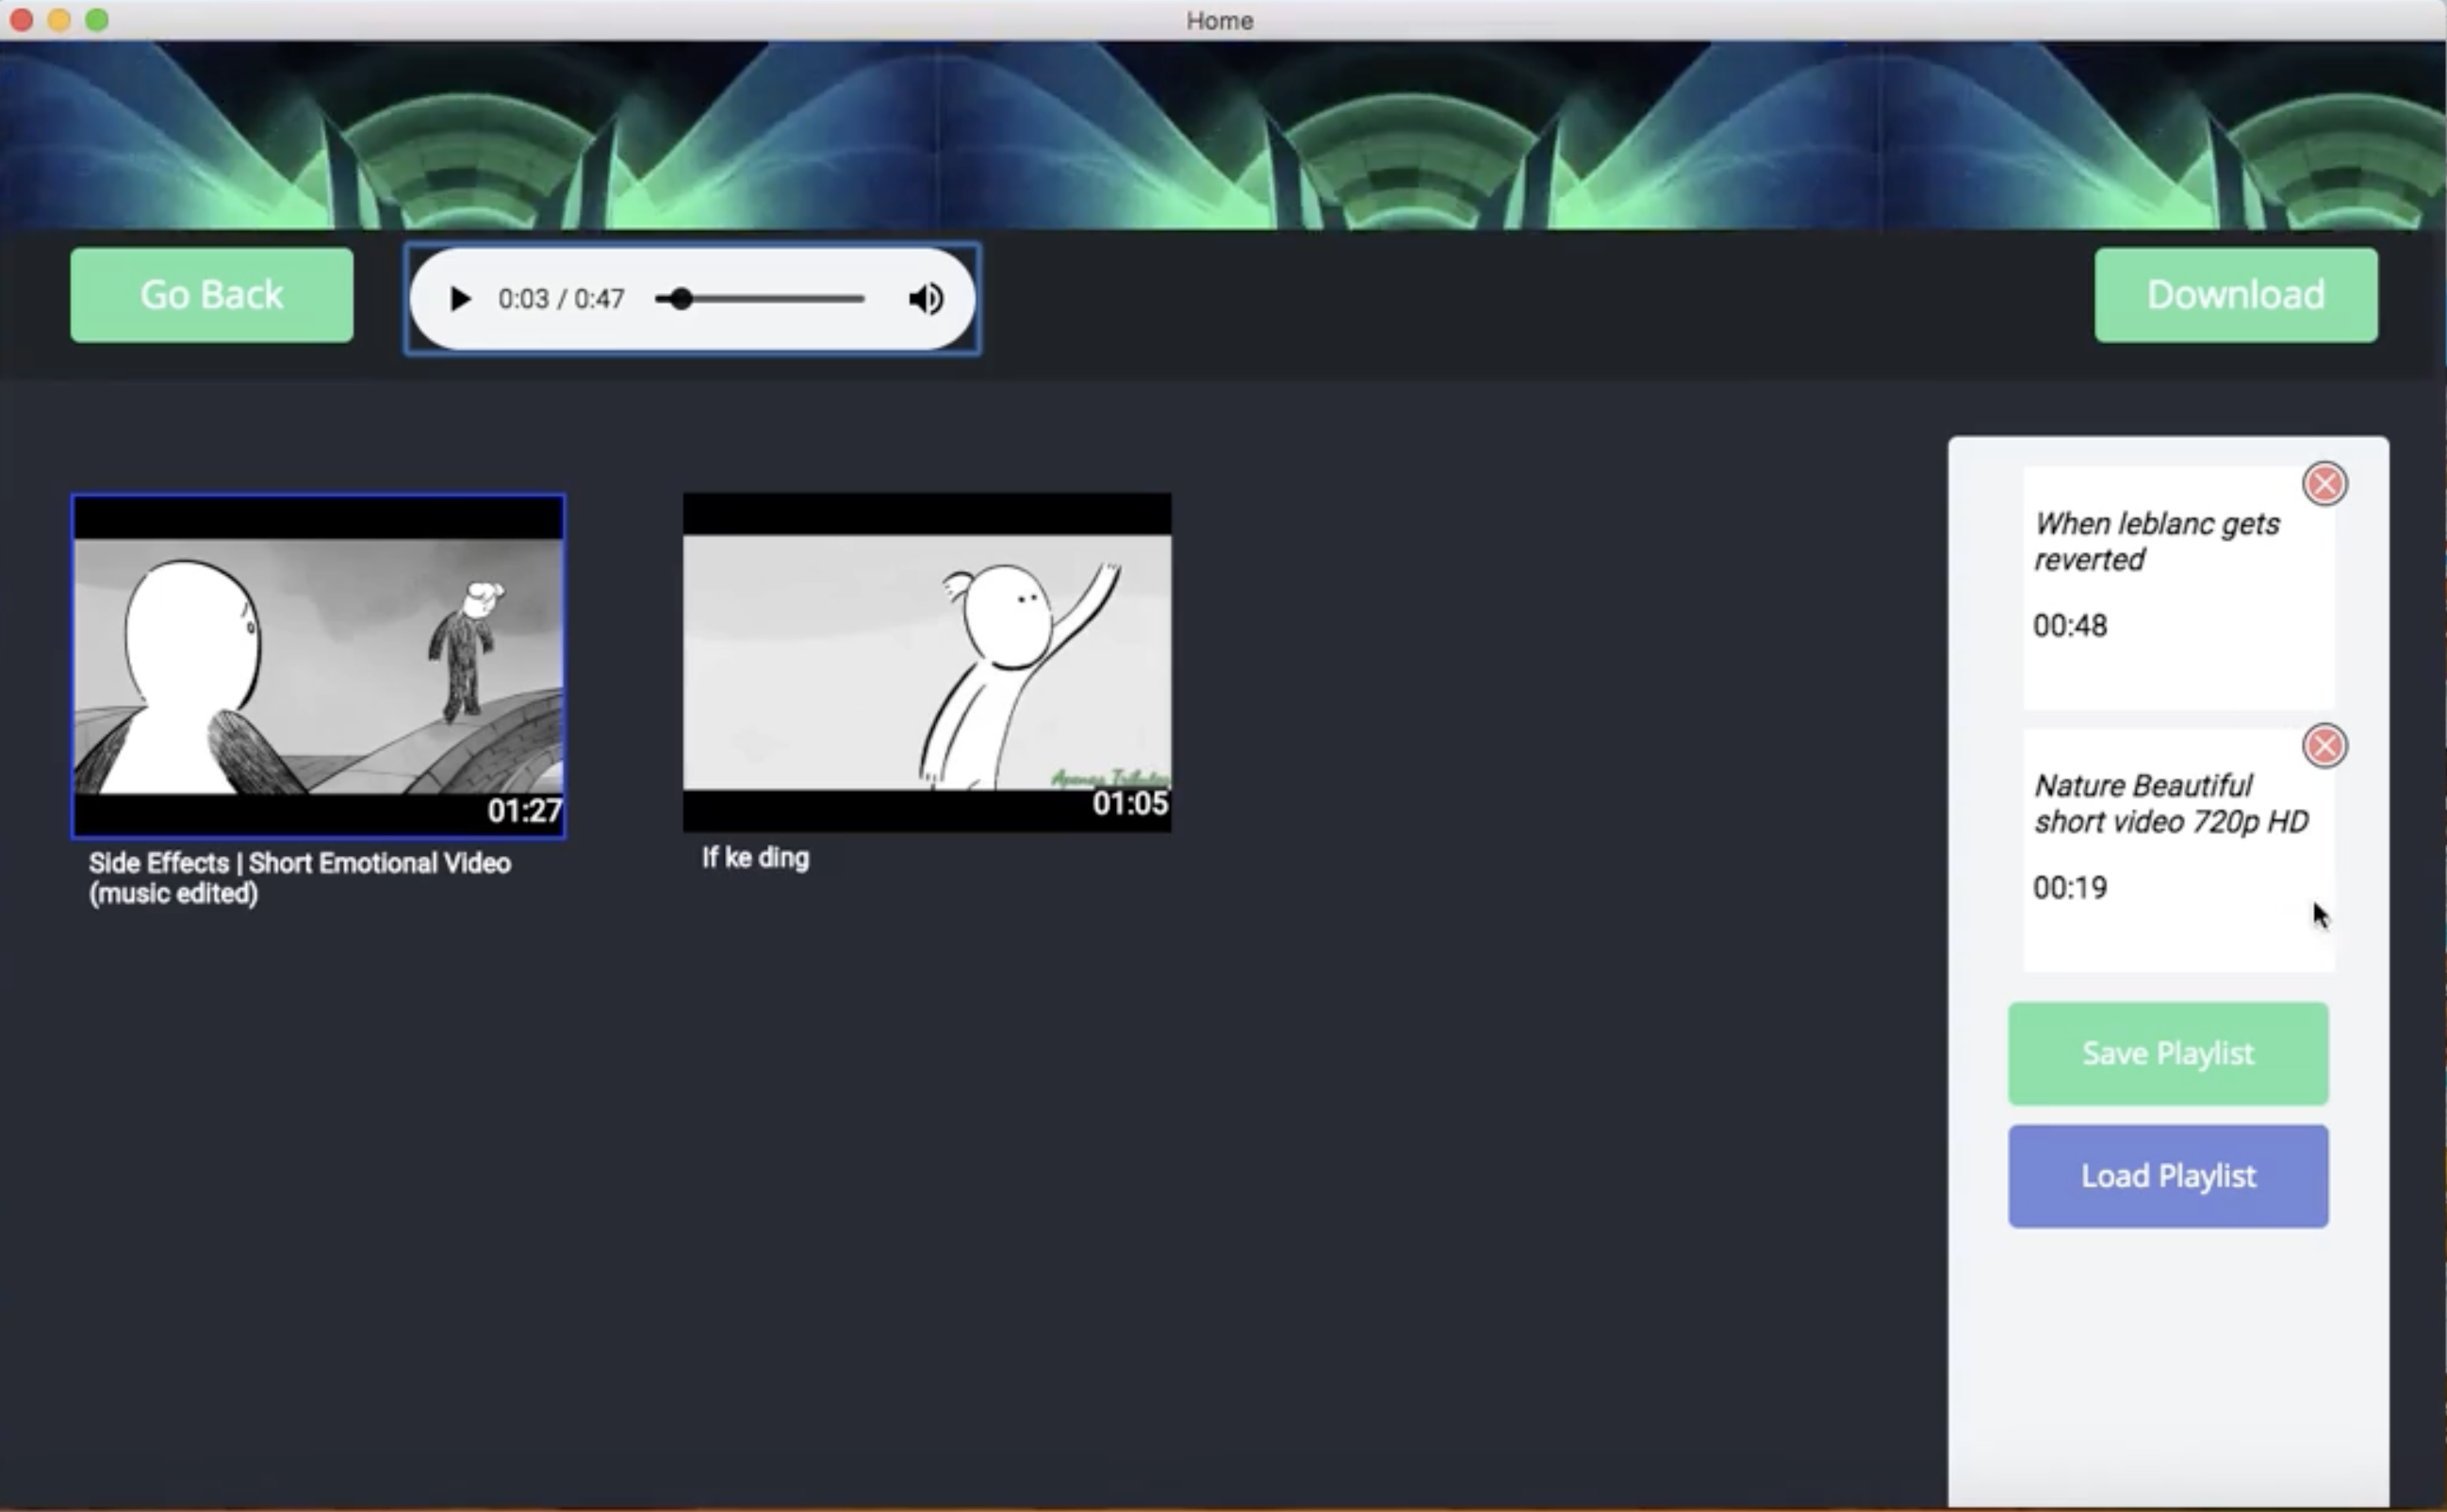 Home
Go Back
0:03 / 0:47
Download
01:27
Side Effects | Short Emotional Video
(music edited)
01:05
If ke ding
When leblanc gets
reverted
00:48
Nature Beautiful
short video 720p HD
00:19
Save Playlist
Load Playlist